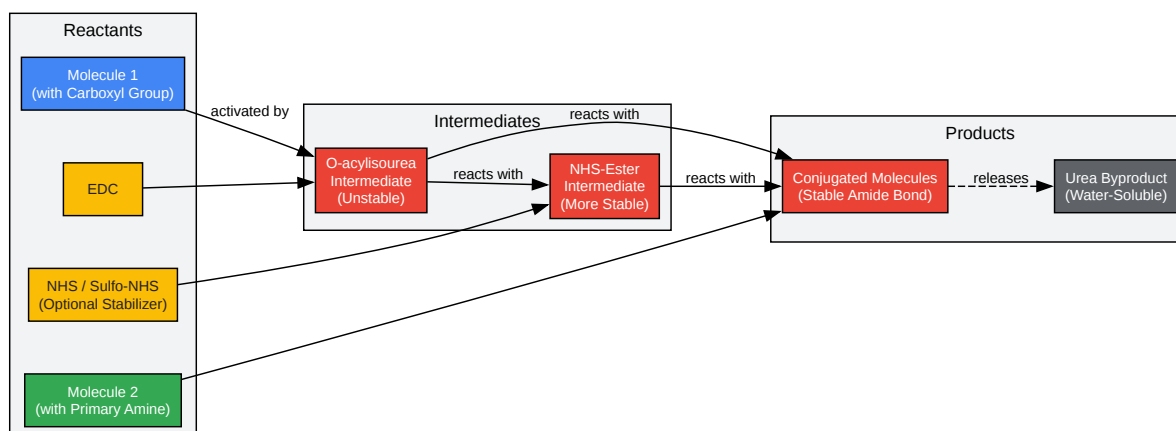 Reactants
Molecule 1
(with Carboxyl Group)
activated by
EDC
NHS / Sulfo-NHS
(Optional Stabilizer)
Molecule 2
(with Primary Amine)
Intermediates
O-acylisourea
Intermediate
(Unstable)
reacts with
reacts with
NHS-Ester
Intermediate
(More Stable)
reacts with
Products
Conjugated Molecules
(Stable Amide Bond)
releases
Urea Byproduct
(Water-Soluble)